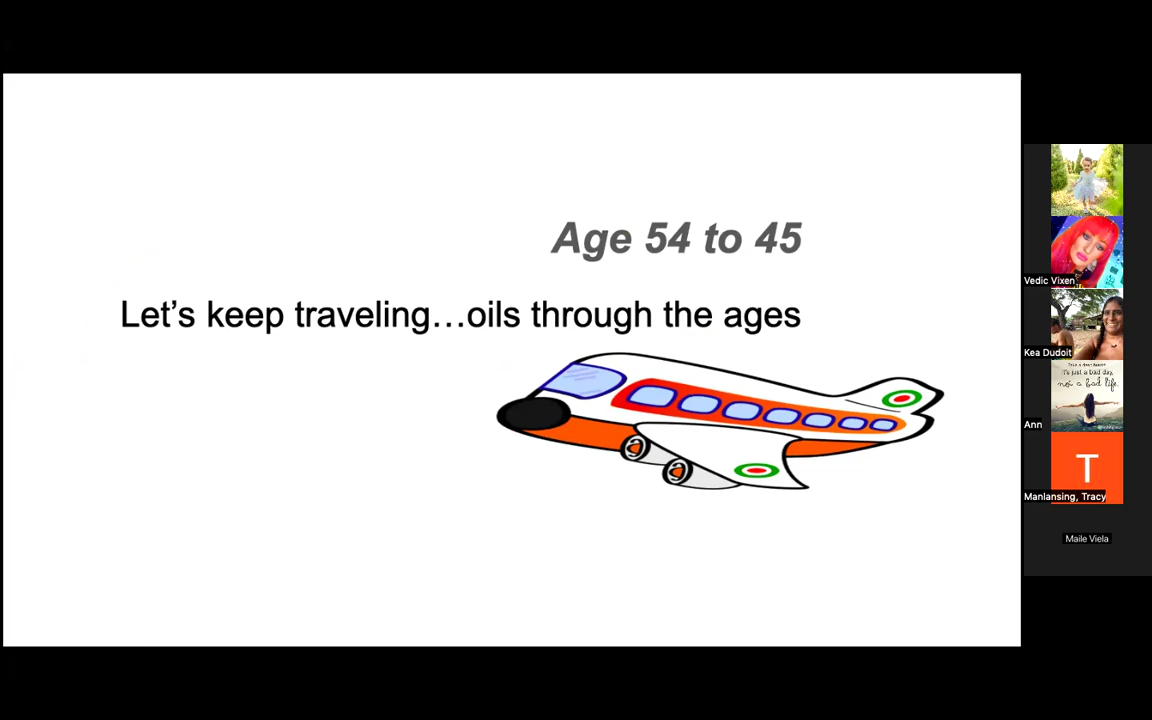 Age 54 to 45
Let’s keep traveling…oils through the ages
Vedic Vixen
Kea Dudoit
it's just a bad day,
not a bad life.
Ann
T
Manlansing, Tracy
Maile Viela